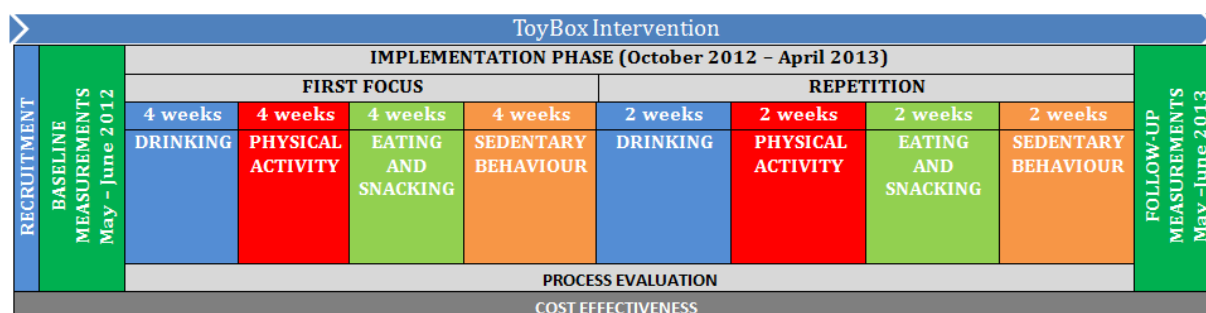 ToyBox Intervention
RECRUITMENT
BASELINE
MEASUREMENTS
May – June 2012
IMPLEMENTATION PHASE (October 2012 – April 2013)
FIRST FOCUS
REPETITION
4 weeks
4 weeks
4 weeks
4 weeks
2 weeks
2 weeks
2 weeks
2 weeks
DRINKING
PHYSICAL
ACTIVITY
EATING
AND
SNACKING
SEDENTARY
BEHAVIOUR
DRINKING
PHYSICAL
ACTIVITY
EATING
AND
SNACKING
SEDENTARY
BEHAVIOUR
FOLLOW-UP
MEASUREMENTS
May –June 2013
PROCESS EVALUATION
COST EFFECTIVENESS